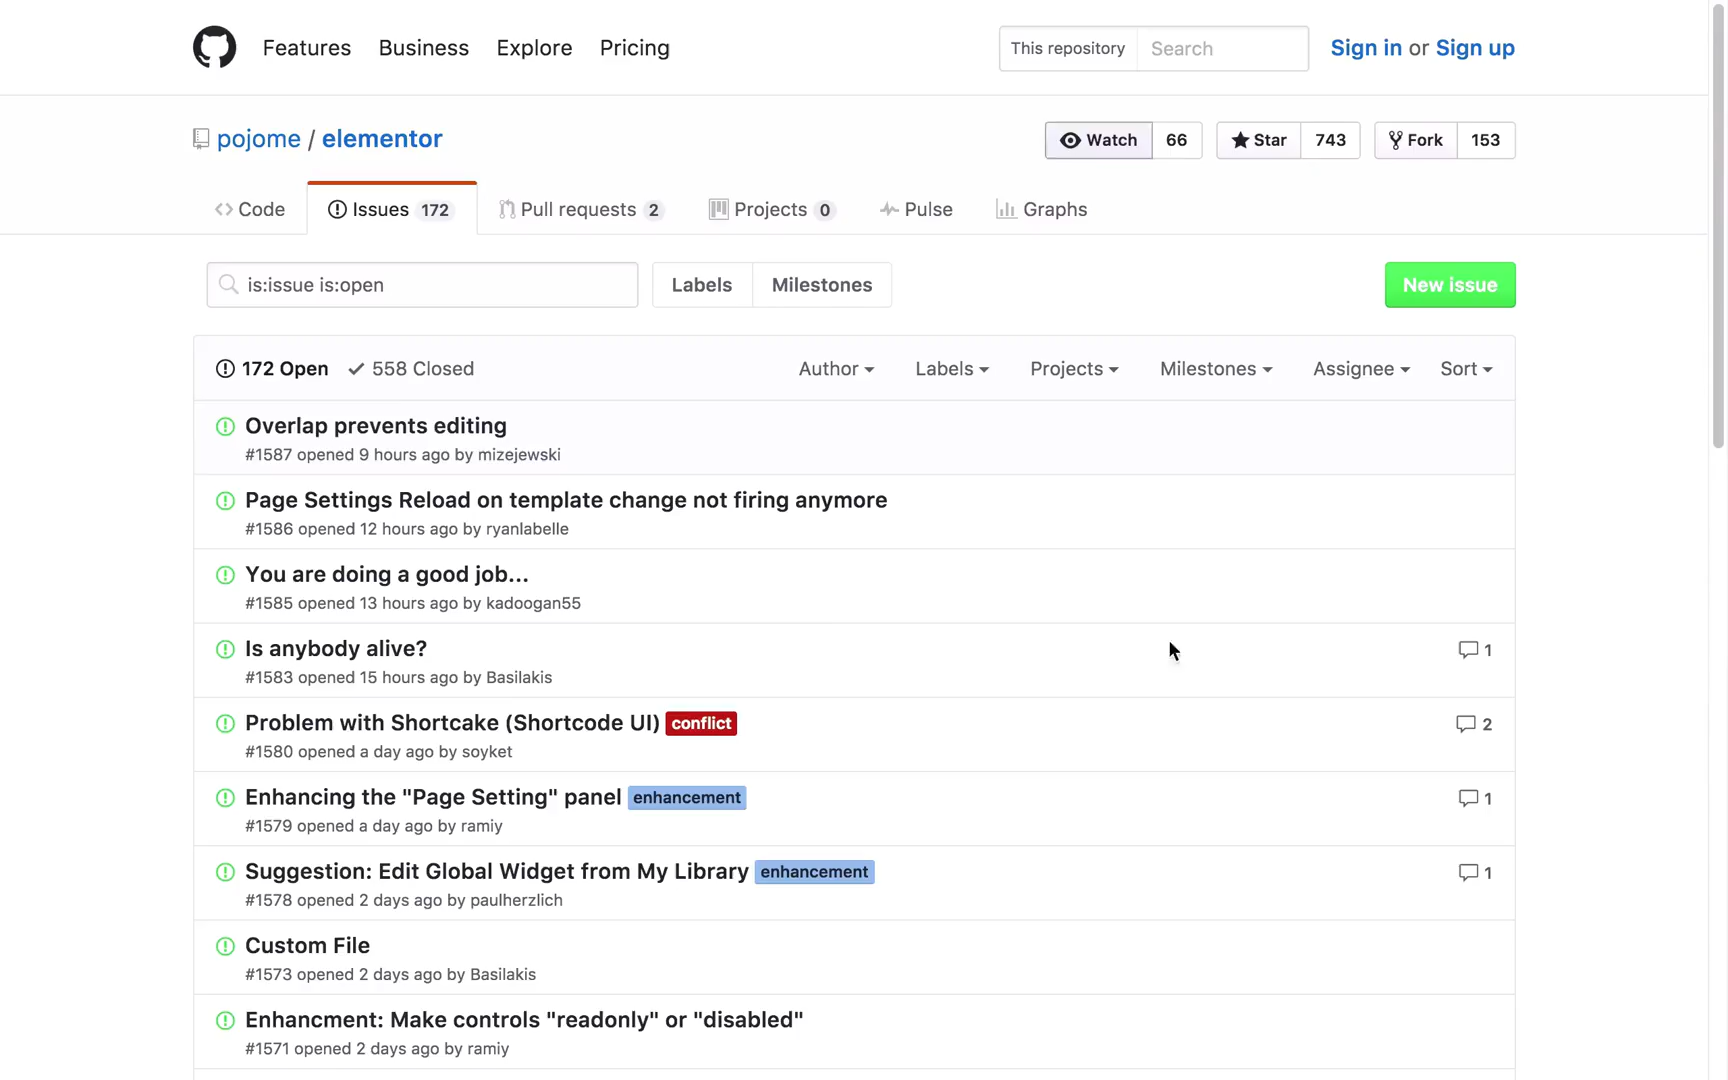 Features Business Explore Pricing This repository Search Sign in or Sign up
pojome / elementor Watch 66 Star 743 Fork 153
Code Issues 172 Pull requests 2 Projects 0 Pulse Graphs
is:issue is:open Labels Milestones New issue
172 Open 558 Closed Author Labels Projects Milestones Assignee Sort
Overlap prevents editing
#1587 opened 9 hours ago by mizejewski
Page Settings Reload on template change not firing anymore
#1586 opened 12 hours ago by ryanlabelle
You are doing a good job...
#1585 opened 13 hours ago by kadoogan55
Is anybody alive? 1
#1583 opened 15 hours ago by Basilakis
Problem with Shortcake (Shortcode UI) conflict 2
#1580 opened a day ago by soyket
Enhancing the "Page Setting" panel enhancement 1
#1579 opened a day ago by ramiy
Suggestion: Edit Global Widget from My Library enhancement 1
#1578 opened 2 days ago by paulherzlich
Custom File
#1573 opened 2 days ago by Basilakis
Enhancment: Make controls "readonly" or "disabled"
#1571 opened 2 days ago by ramiy